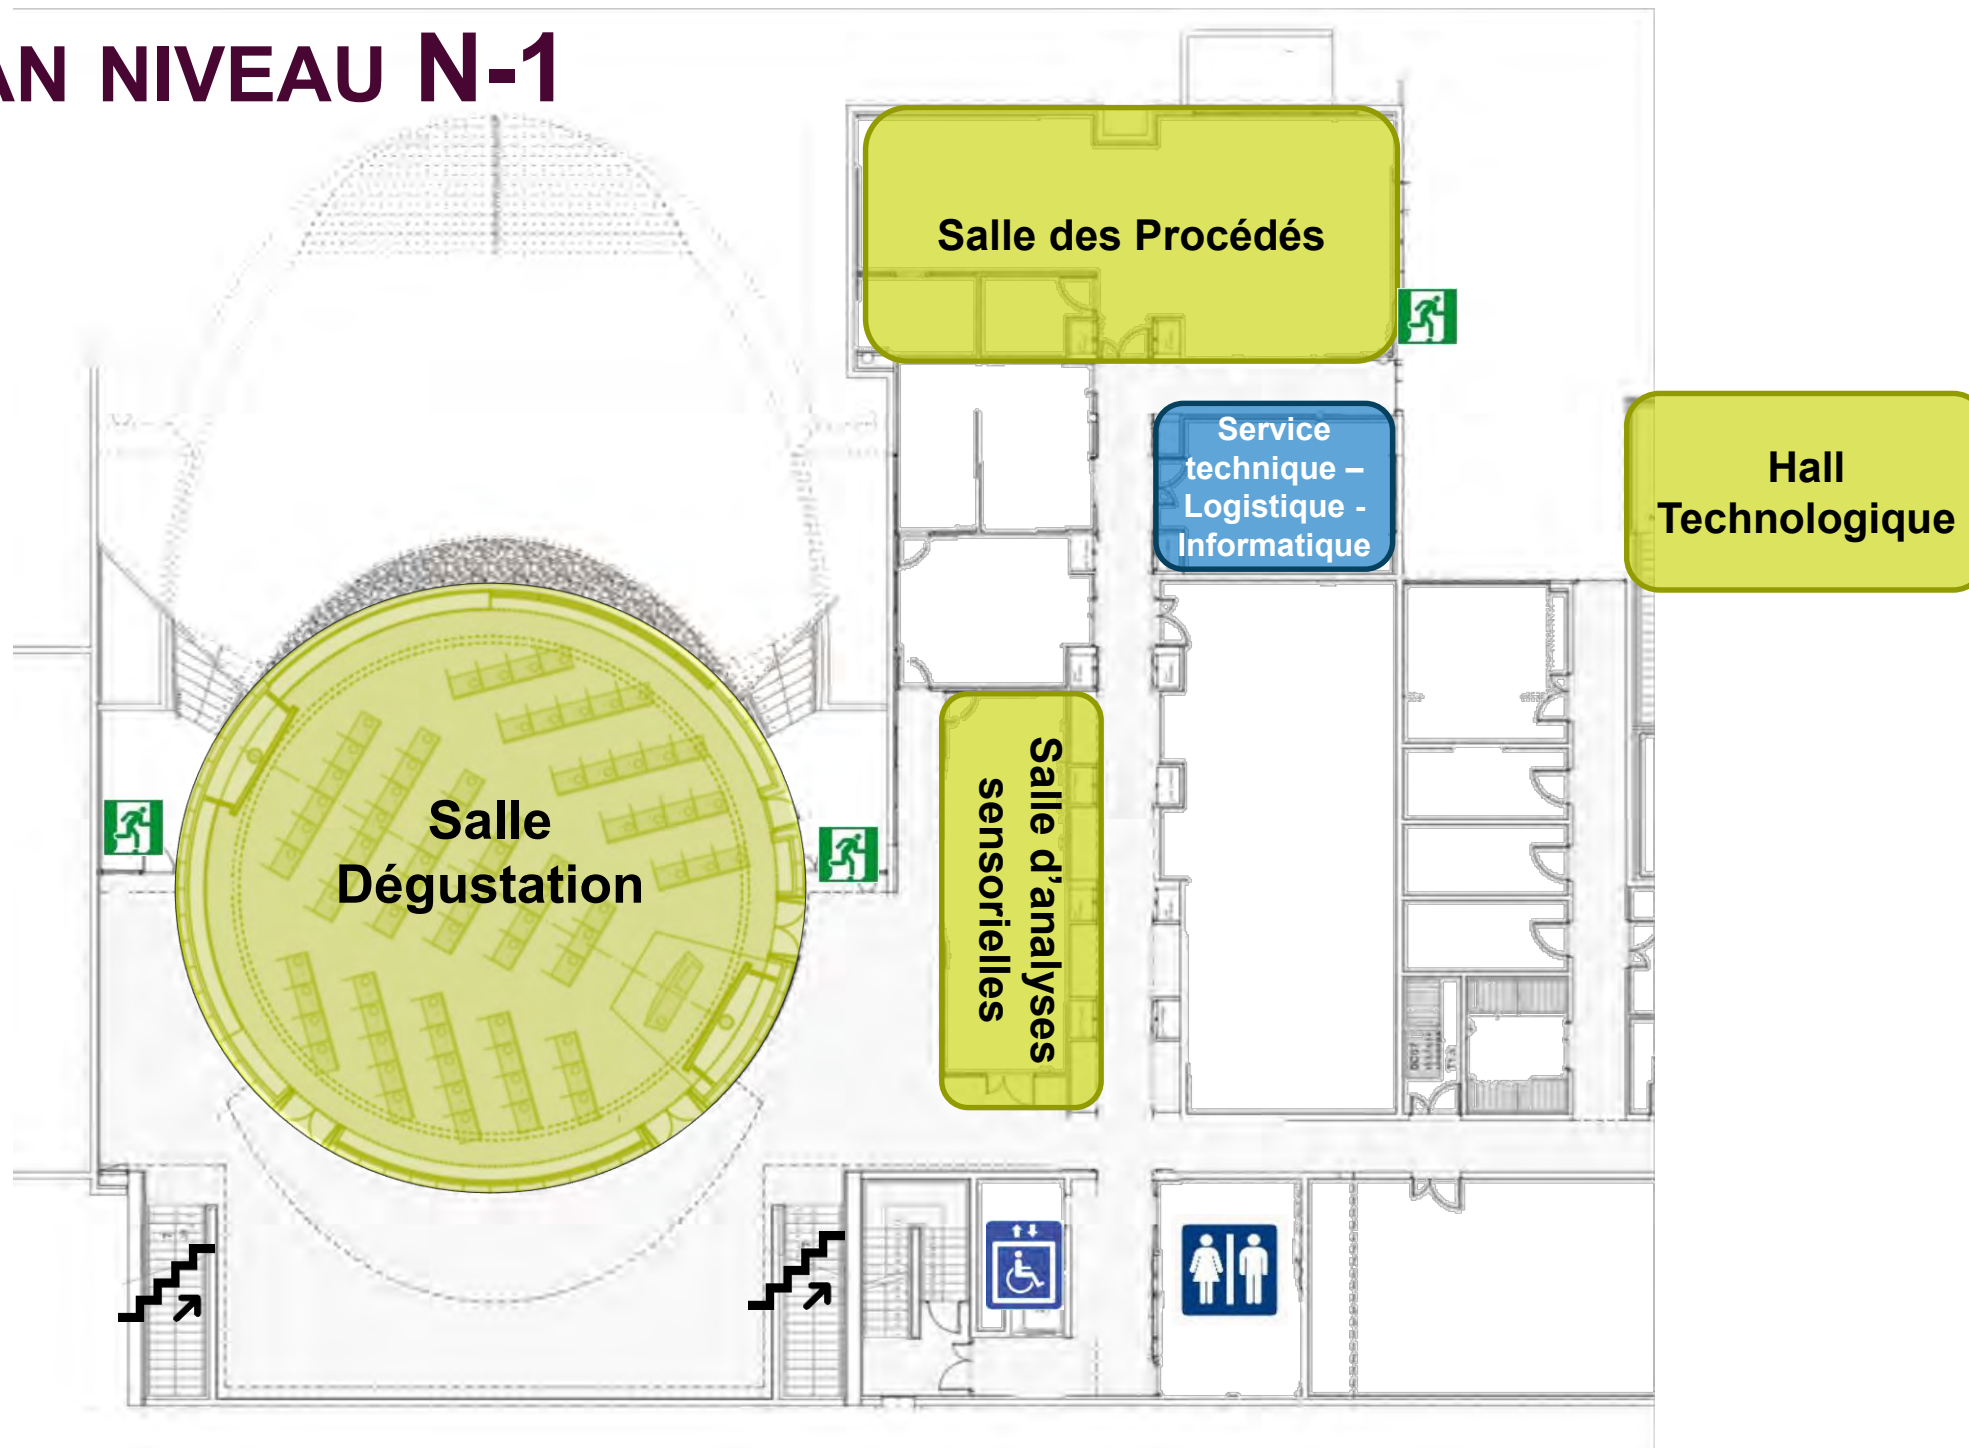 AN NIVEAU N-1
Salle des Procédés
Service
technique –
Logistique -
Informatique
Hall
Technologique
Salle
Dégustation
Salle d’analyses
sensorielles